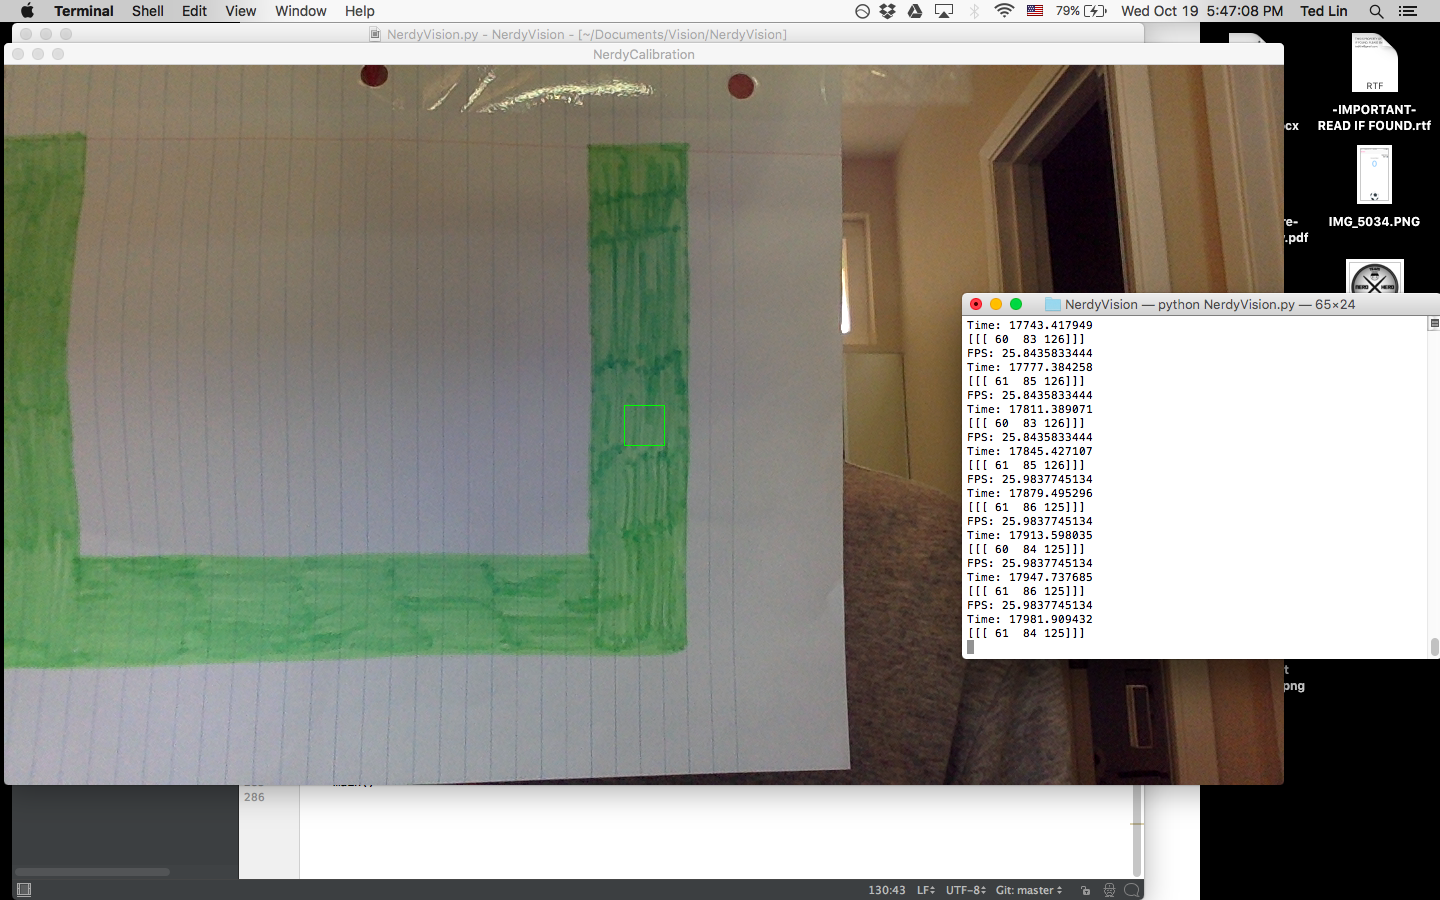 Terminal Shell Edit View Window Help 79% Wed Oct 19 5:47:08 PM Ted Lin
NerdyVision.py - NerdyVision - [~/Documents/Vision/NerdyVision]
NerdyCalibration
RTF
-IMPORTANT-
READ IF FOUND.rtf
cx
IMG_5034.PNG
re-
.pdf
NerdyVision — python NerdyVision.py — 65×24
Time: 17743.417949
[[[ 60 83 126]]]
FPS: 25.8435833444
Time: 17777.384258
[[[ 61 85 126]]]
FPS: 25.8435833444
Time: 17811.389071
[[[ 60 83 126]]]
FPS: 25.8435833444
Time: 17845.427107
[[[ 61 85 126]]]
FPS: 25.9837745134
Time: 17879.495296
[[[ 61 86 125]]]
FPS: 25.9837745134
Time: 17913.598035
[[[ 60 84 125]]]
FPS: 25.9837745134
Time: 17947.737685
[[[ 61 86 125]]]
FPS: 25.9837745134
Time: 17981.909432
[[[ 61 84 125]]]
t
png
286
130:43 LF UTF-8 Git: master